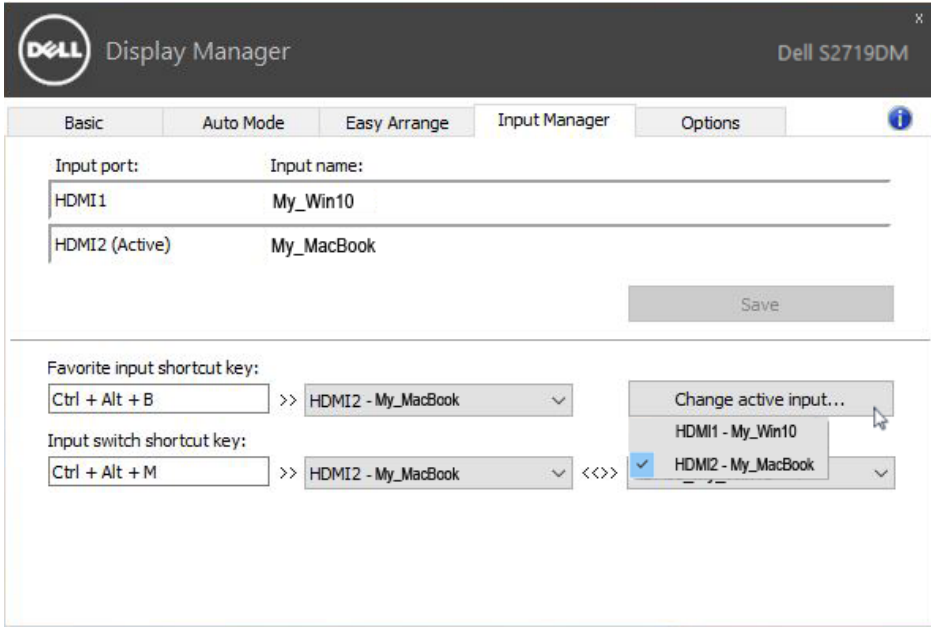 DELL Display Manager
x
Dell S2719DM
Basic Auto Mode Easy Arrange Input Manager Options
Input port: Input name:
HDMI1 My_Win10
HDMI2 (Active) My_MacBook
Save
Favorite input shortcut key:
Ctrl + Alt + B >> HDMI2 - My_MacBook Change active input...
HDMI1 - My_Win10
Input switch shortcut key:
HDMI2 - My_MacBook
Ctrl + Alt + M >> HDMI2 - My_MacBook <<>>